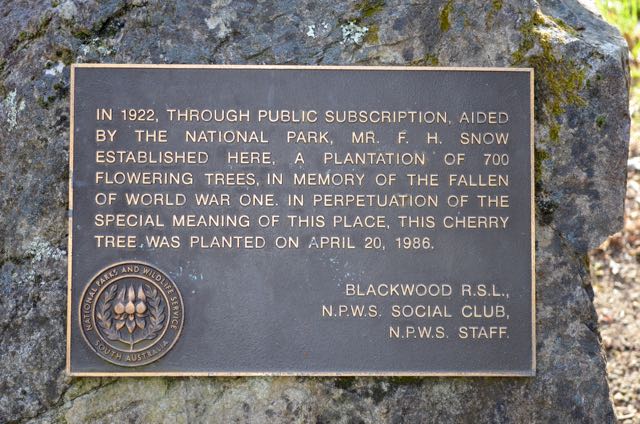 IN 1922, THROUGH PUBLIC SUBSCRIPTION, AIDED
BY THE NATIONAL PARK, MR. F. H. SNOW
ESTABLISHED HERE, A PLANTATION OF 700
FLOWERING TREES, IN MEMORY OF THE FALLEN
OF WORLD WAR ONE. IN PERPETUATION OF THE
SPECIAL MEANING OF THIS PLACE, THIS CHERRY
TREE WAS PLANTED ON APRIL 20, 1986.
BLACKWOOD R.S.L.,
N.P.W.S. SOCIAL CLUB,
N.P.W.S. STAFF.
NATIONAL PARKS AND WILDLIFE SERVICE
SOUTH AUSTRALIA